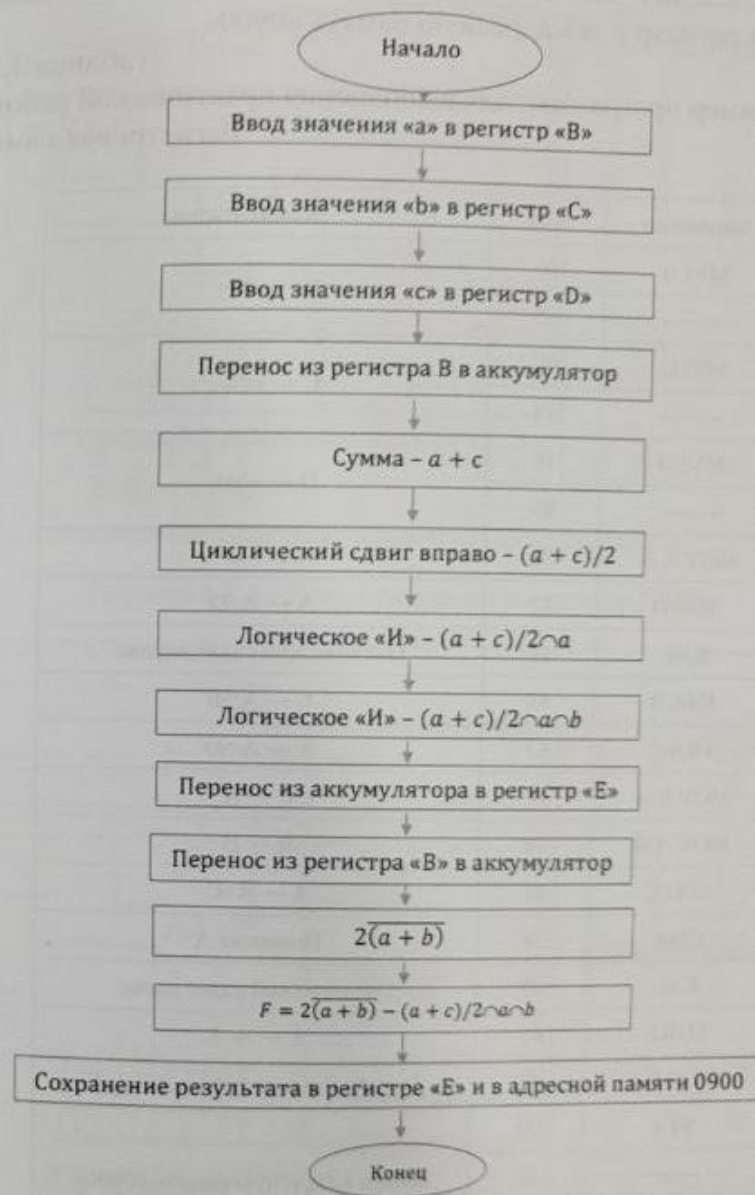 Начало
Ввод значения «a» в регистр «B»
Ввод значения «b» в регистр «C»
Ввод значения «c» в регистр «D»
Перенос из регистра B в аккумулятор
Сумма – a + c
Циклический сдвиг вправо – (a + c)/2
Логическое «И» – (a + c)/2∩a
Логическое «И» – (a + c)/2∩a∩b
Перенос из аккумулятора в регистр «E»
Перенос из регистра «B» в аккумулятор
2(a + b)̅
F = 2(a + b)̅ – (a + c)/2∩a∩b
Сохранение результата в регистре «E» и в адресной памяти 0900
Конец